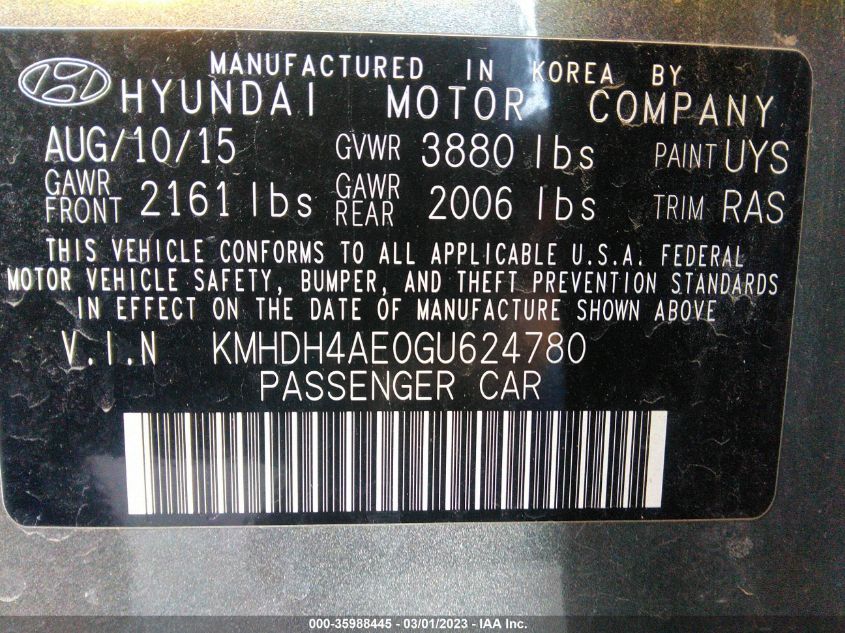 MANUFACTURED IN KOREA BY
HYUNDAI MOTOR COMPANY
AUG/10/15 GVWR 3880 lbs PAINT UYS
GAWR FRONT 2161 lbs GAWR REAR 2006 lbs TRIM RAS
THIS VEHICLE CONFORMS TO ALL APPLICABLE U.S.A. FEDERAL
MOTOR VEHICLE SAFETY, BUMPER, AND THEFT PREVENTION STANDARDS
IN EFFECT ON THE DATE OF MANUFACTURE SHOWN ABOVE
V.I.N KMHDH4AE0GU624780
PASSENGER CAR
000-35988445 - 03/01/2023 - IAA Inc.